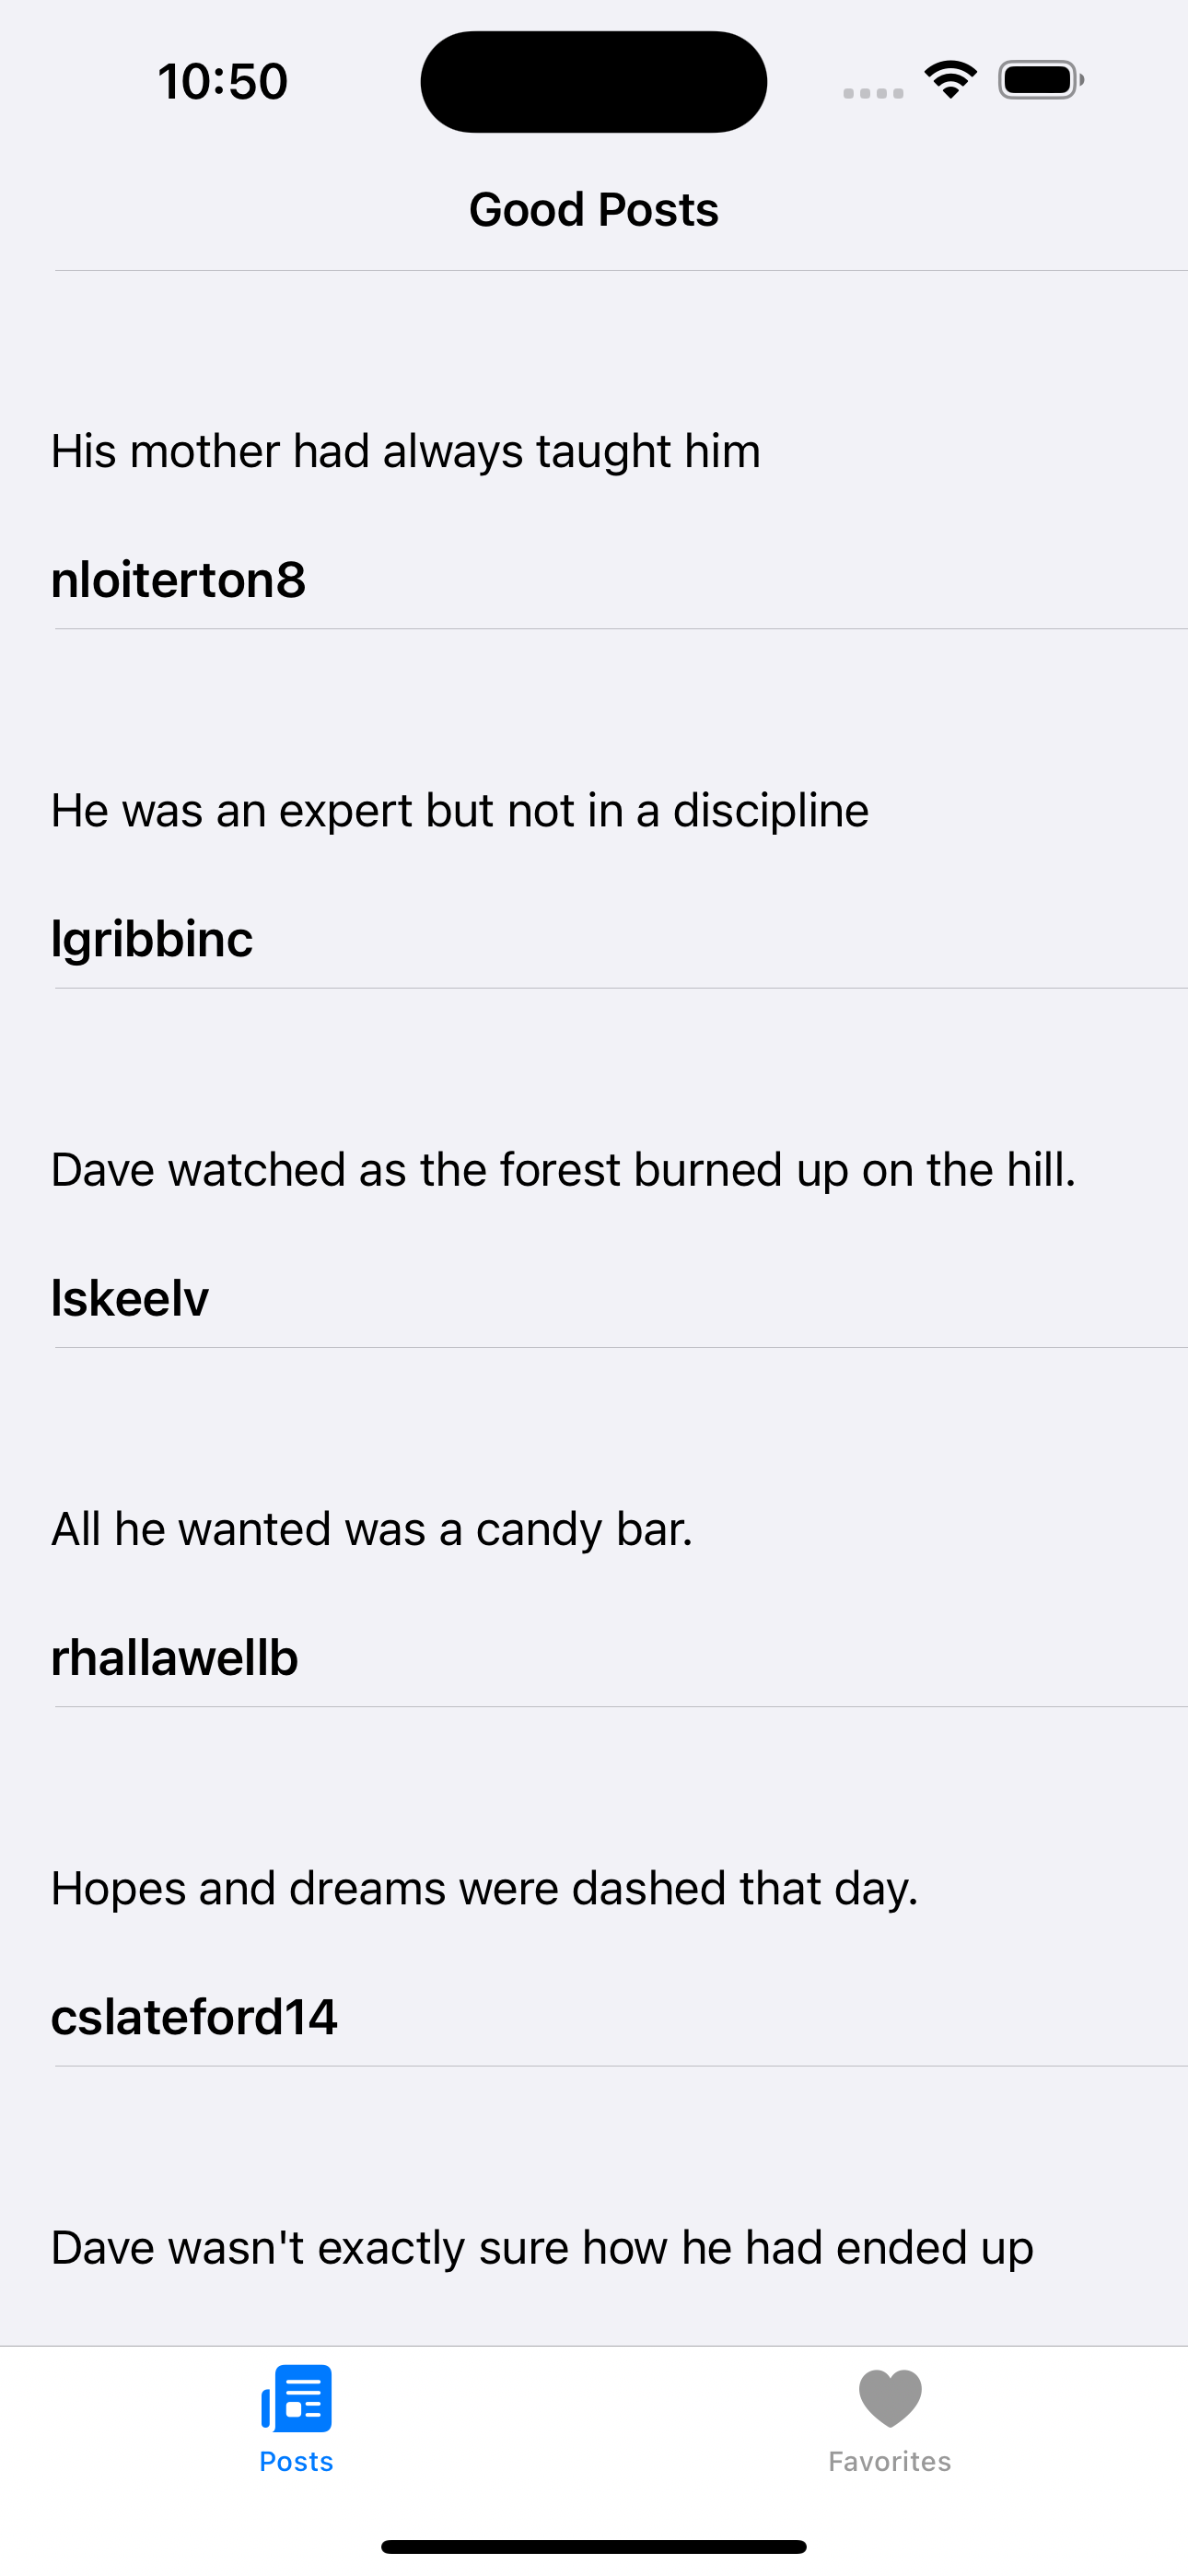 10:50
Good Posts
His mother had always taught him
nloiterton8
He was an expert but not in a discipline
lgribbinc
Dave watched as the forest burned up on the hill.
lskeelv
All he wanted was a candy bar.
rhallawellb
Hopes and dreams were dashed that day.
cslateford14
Dave wasn't exactly sure how he had ended up
Posts
Favorites